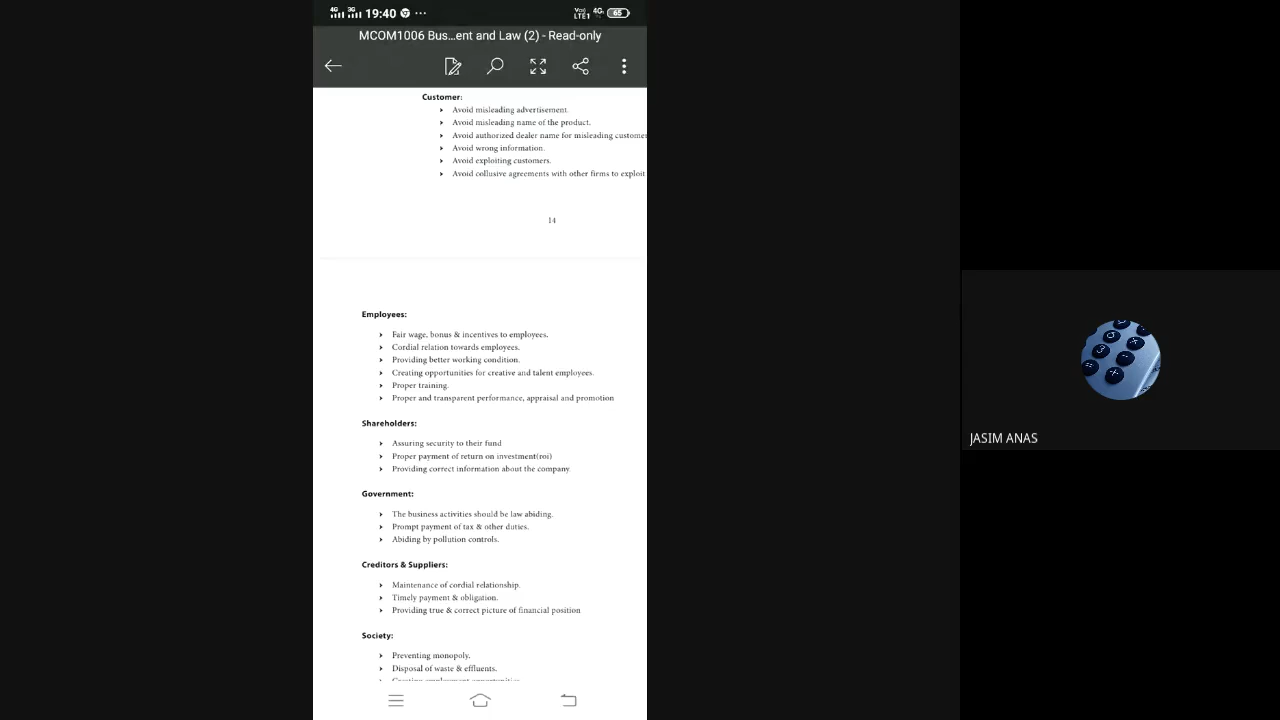 19:40
65
MCOM1006 Bus...ent and Law (2) - Read-only
Customer:
Avoid misleading advertisement.
Avoid misleading name of the product.
Avoid authorized dealer name for misleading custome
Avoid wrong information.
Avoid exploiting customers.
Avoid collusive agreements with other firms to exploit
14
Employees:
Fair wage, bonus & incentives to employees.
Cordial relation towards employees.
Providing better working condition.
Creating opportunities for creative and talent employees.
Proper training.
Proper and transparent performance, appraisal and promotion
Shareholders:
Assuring security to their fund
Proper payment of return on investment(roi)
Providing correct information about the company.
Government:
The business activities should be law abiding.
Prompt payment of tax & other duties.
Abiding by pollution controls.
Creditors & Suppliers:
Maintenance of cordial relationship.
Timely payment & obligation.
Providing true & correct picture of financial position
Society:
Preventing monopoly.
Disposal of waste & effluents.
Creating employment opportunities
JASIM ANAS